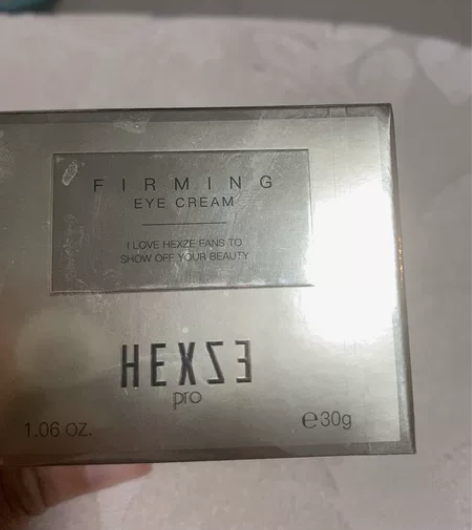 FIRMING
EYE CREAM
I LOVE HEXZE FANS TO
SHOW OFF YOUR BEAUTY
HEXZE
pro
1.06 OZ.
℮30g